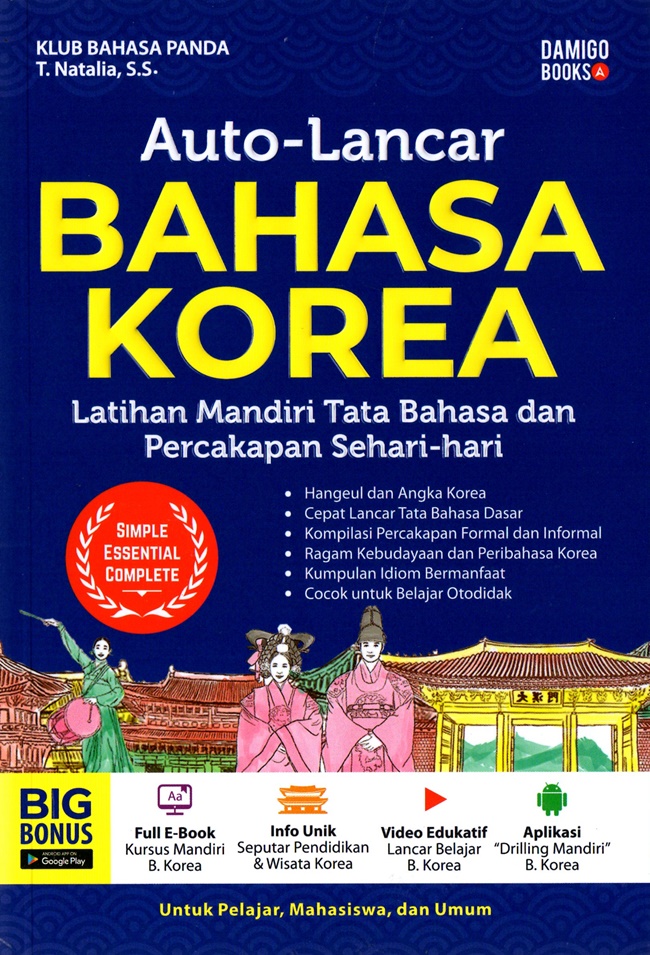 KLUB BAHASA PANDA
T. Natalia, S.S.
DAMIGO
BOOKS
Auto-Lancar
BAHASA
KOREA
Latihan Mandiri Tata Bahasa dan
Percakapan Sehari-hari
SIMPLE
ESSENTIAL
COMPLETE
• Hangeul dan Angka Korea
• Cepat Lancar Tata Bahasa Dasar
• Kompilasi Percakapan Formal dan Informal
• Ragam Kebudayaan dan Peribahasa Korea
• Kumpulan Idiom Bermanfaat
• Cocok untuk Belajar Otodidak
BIG
BONUS
ANDROID APP ON
Google Play
Aa
Full E-Book
Kursus Mandiri
B. Korea
Info Unik
Seputar Pendidikan
& Wisata Korea
Video Edukatif
Lancar Belajar
B. Korea
Aplikasi
“Drilling Mandiri”
B. Korea
Untuk Pelajar, Mahasiswa, dan Umum